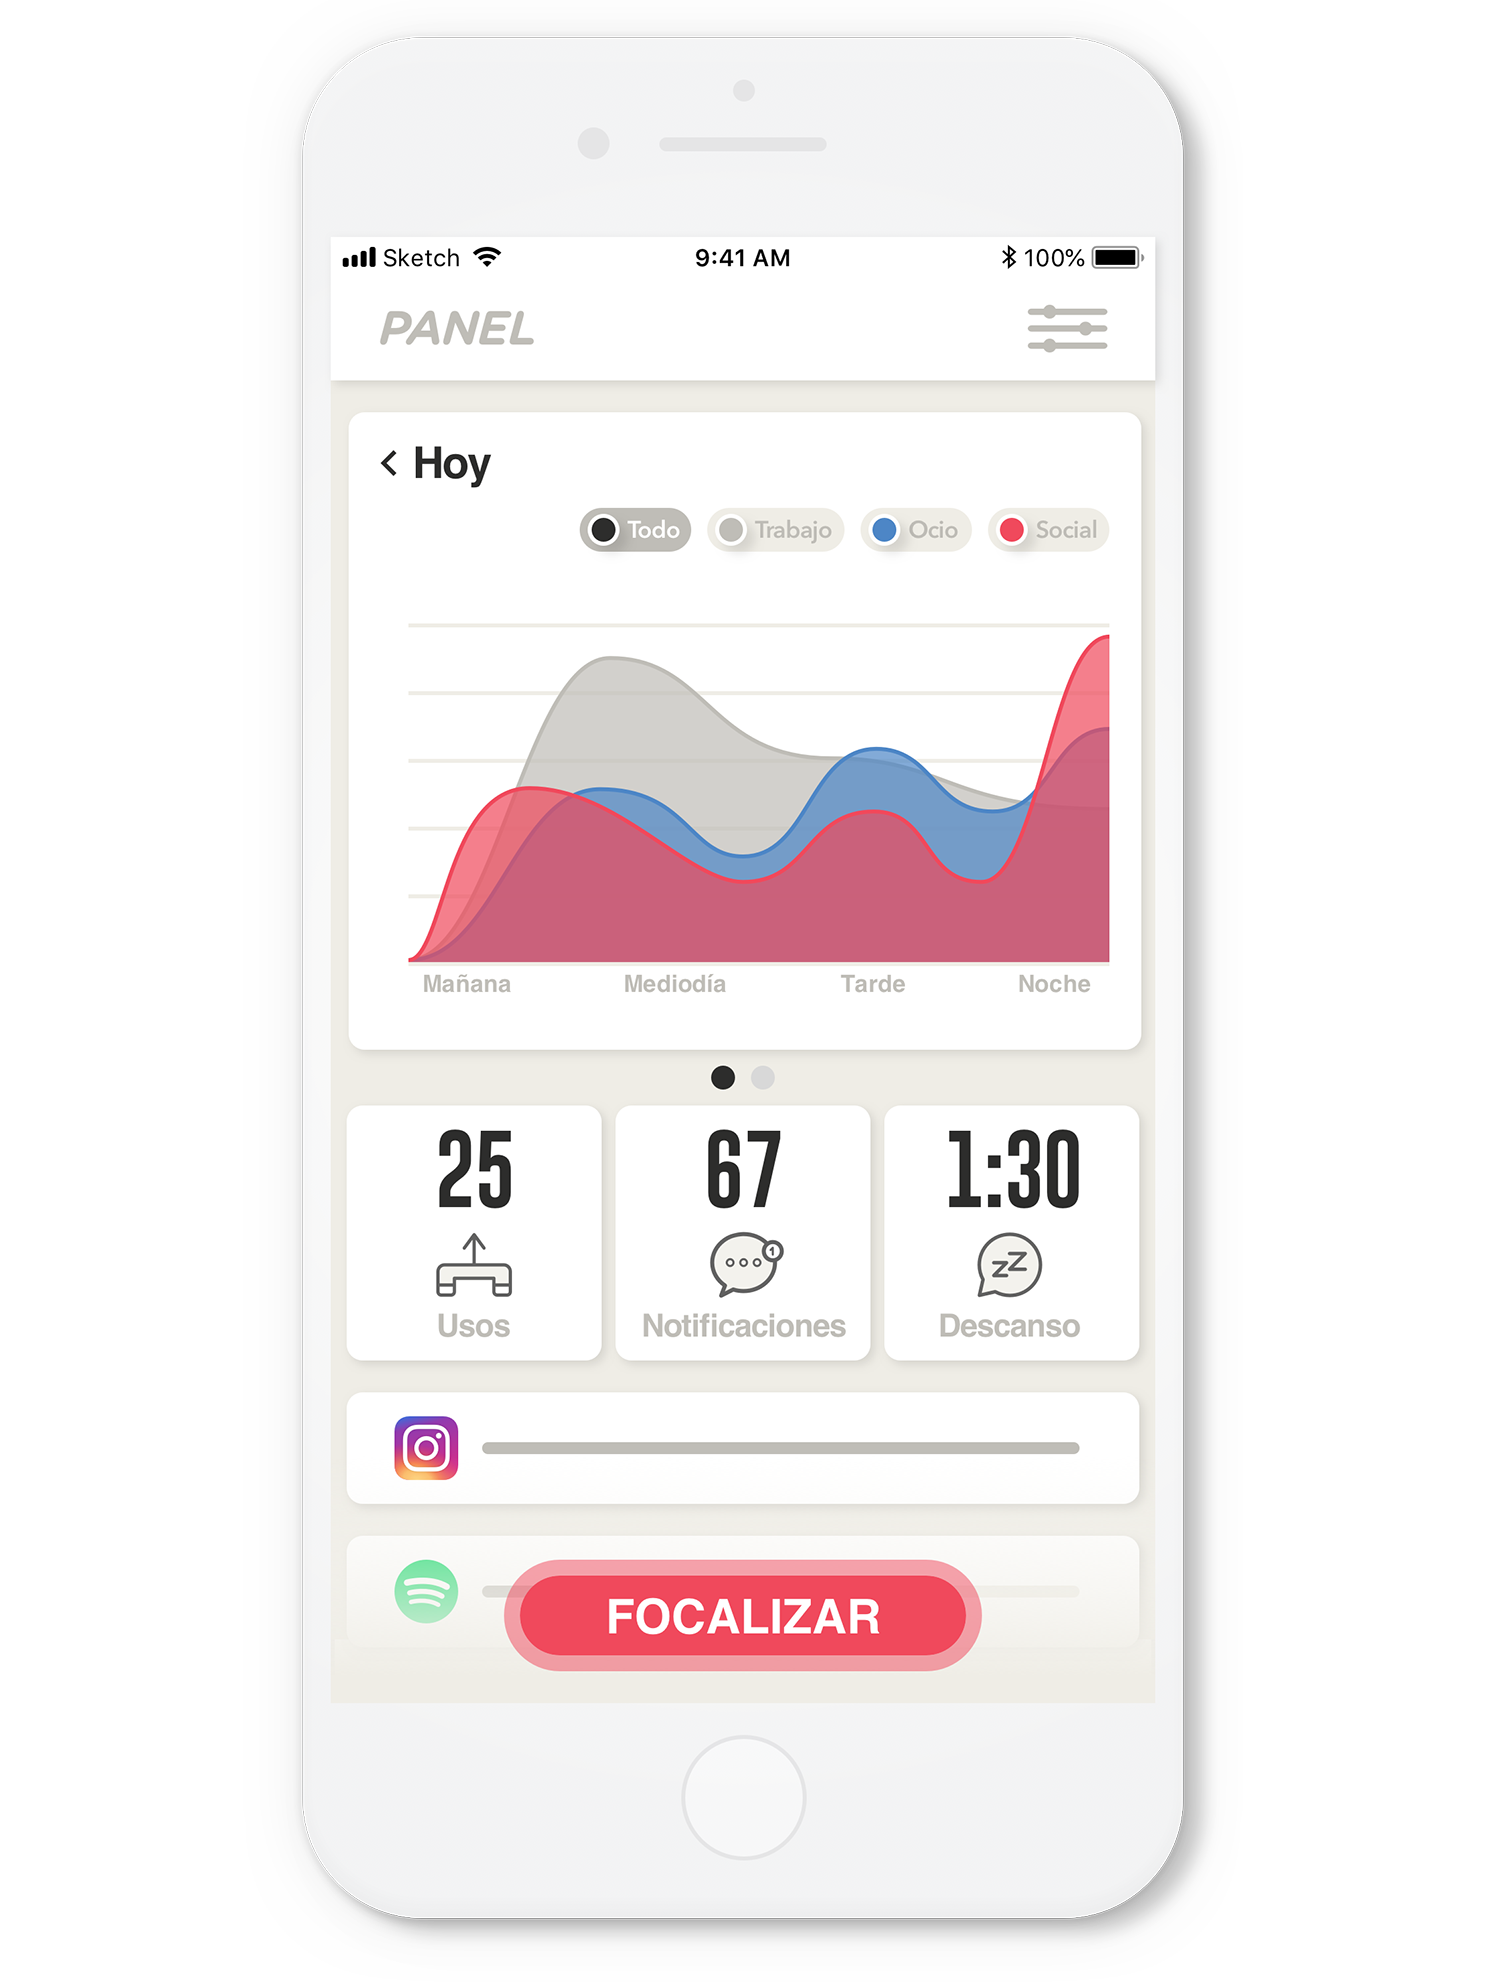 Sketch 9:41 AM 100%
PANEL
Hoy
Todo Trabajo Ocio Social
Mañana Mediodía Tarde Noche
25 67 1:30
1 zZ
Usos Notificaciones Descanso
FOCALIZAR